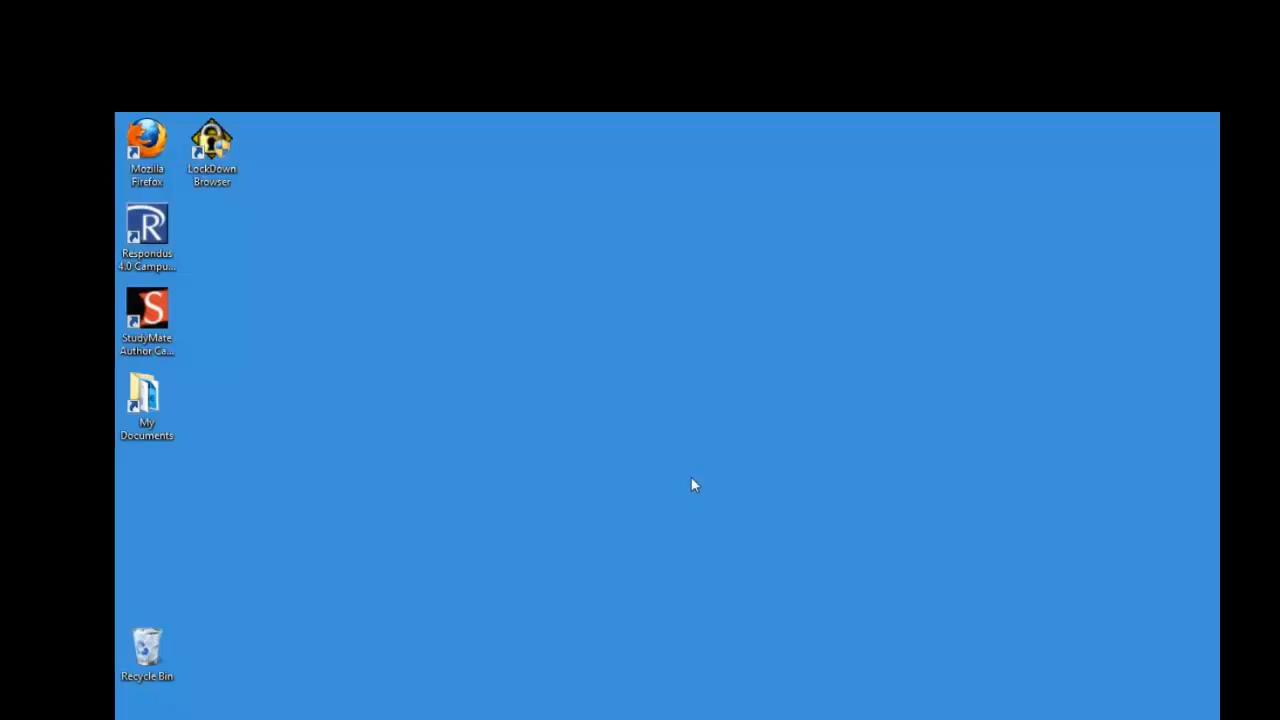 Mozilla
Firefox
LockDown
Browser
R
Respondus
4.0 Campu...
S
StudyMate
Author Ca...
My
Documents
Recycle Bin